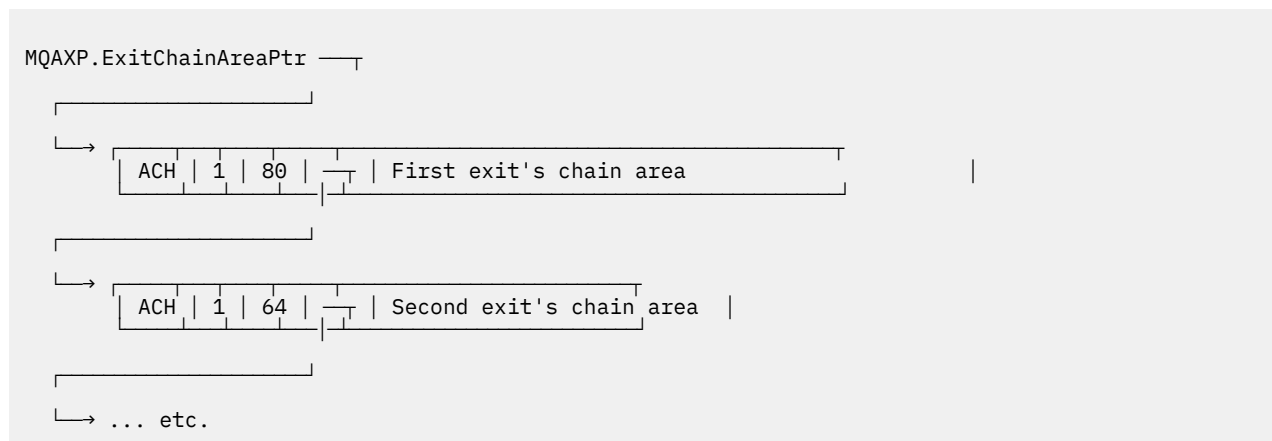 MQAXP.ExitChainAreaPtr ───┬
┌──────────────────────┘
└──→ ┌─────┬───┬────┬─────┬────────────────────────────────────────┬
│ ACH │ 1 │ 80 │ ──┬ │ First exit's chain area │
└─────┴───┴────┴───│─┴────────────────────────────────────────┘
┌──────────────────────┘
└──→ ┌─────┬───┬────┬─────┬────────────────────────┬
│ ACH │ 1 │ 64 │ ──┬ │ Second exit's chain area │
└─────┴───┴────┴───│─┴────────────────────────┘
┌──────────────────────┘
└──→ ... etc.